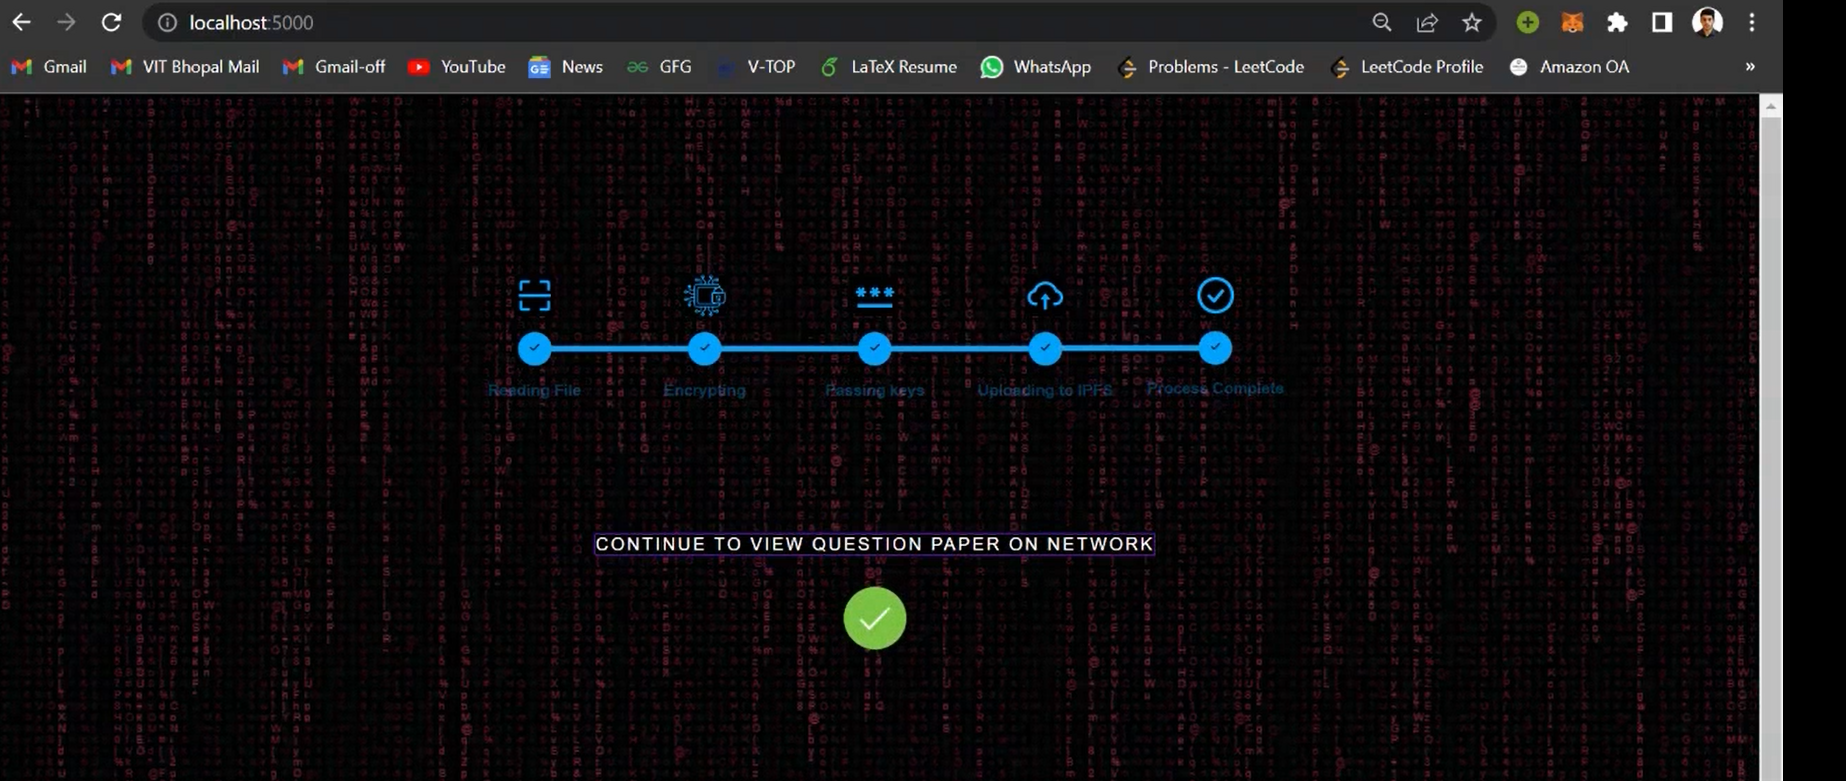 localhost:5000
Gmail VIT Bhopal Mail Gmail-off YouTube News GFG V-TOP LaTeX Resume WhatsApp Problems - LeetCode LeetCode Profile Amazon OA »
***
Reading File Encrypting Passing keys Uploading to IPFS Process Complete
CONTINUE TO VIEW QUESTION PAPER ON NETWORK